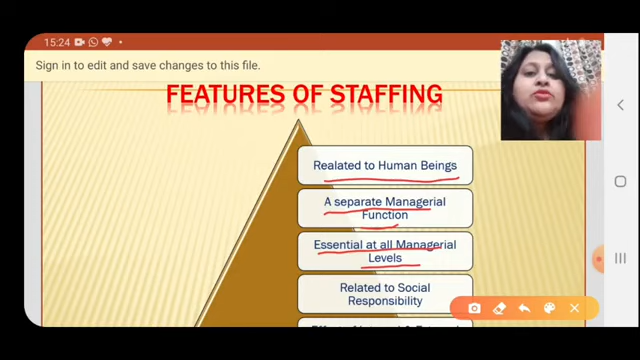 15:24
Sign in to edit and save changes to this file.
FEATURES OF STAFFING
Realated to Human Beings
A separate Managerial
Function
Essential at all Managerial
Levels
Related to Social
Responsibility